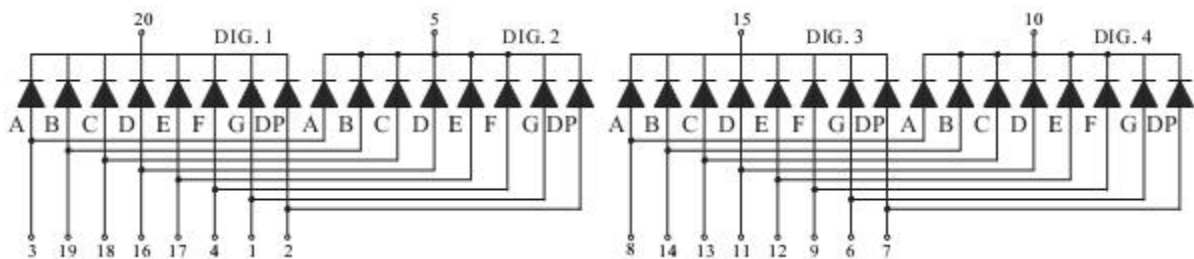 20 5 15 10
DIG.1 DIG.2 DIG.3 DIG.4
A B C D E F G DP A B C D E F G DP A B C D E F G DP A B C D E F G DP
3 19 18 16 17 4 1 2 8 14 13 11 12 9 6 7